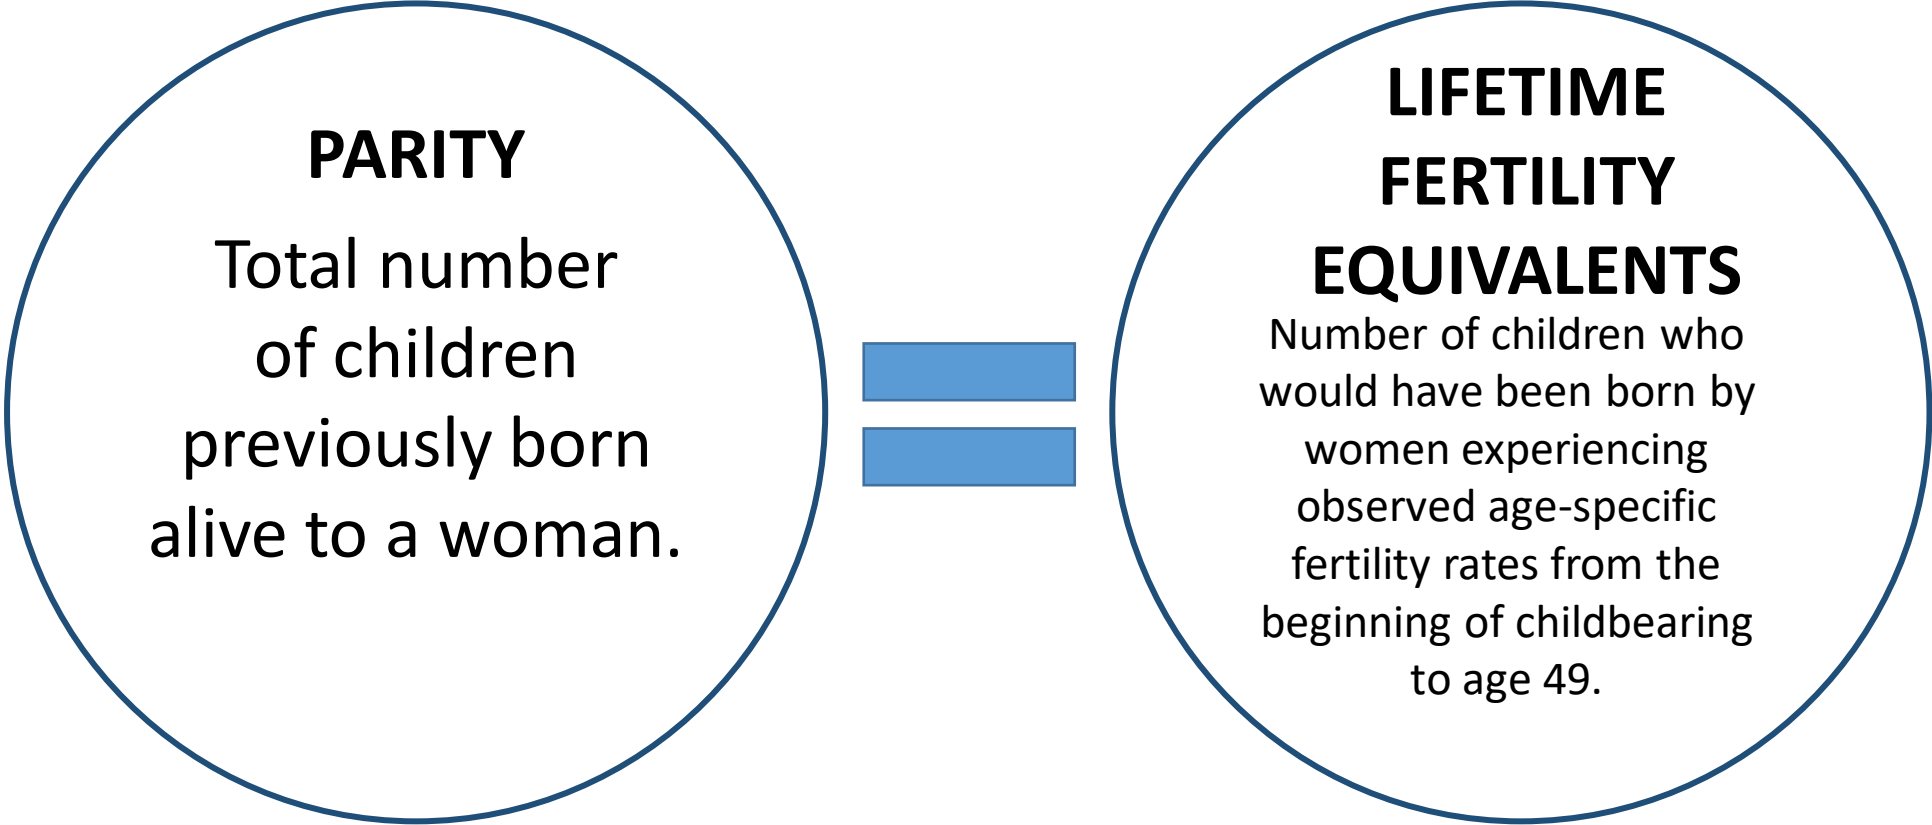 PARITY
Total number
of children
previously born
alive to a woman.
LIFETIME
FERTILITY
EQUIVALENTS
Number of children who
would have been born by
women experiencing
observed age-specific
fertility rates from the
beginning of childbearing
to age 49.